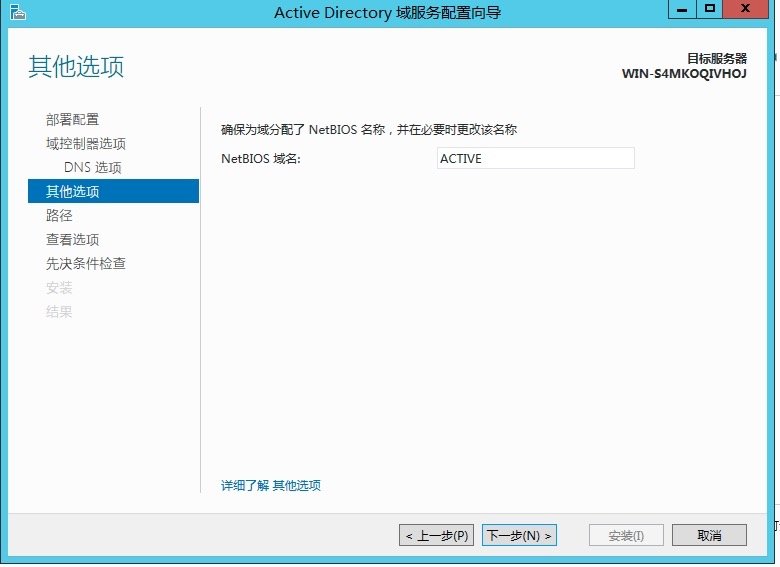 Active Directory 域服务配置向导
其他选项
目标服务器
WIN-S4MKOQIVHOJ
部署配置
域控制器选项
DNS 选项
其他选项
路径
查看选项
先决条件检查
安装
结果
确保为域分配了 NetBIOS 名称，并在必要时更改该名称
NetBIOS 域名: ACTIVE
详细了解 其他选项
< 上一步(P) 下一步(N) > 安装(I) 取消